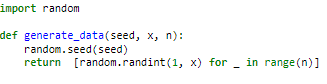 import random
def generate_data(seed, x, n):
    random.seed(seed)
    return  [random.randint(1, x) for _ in range(n)]